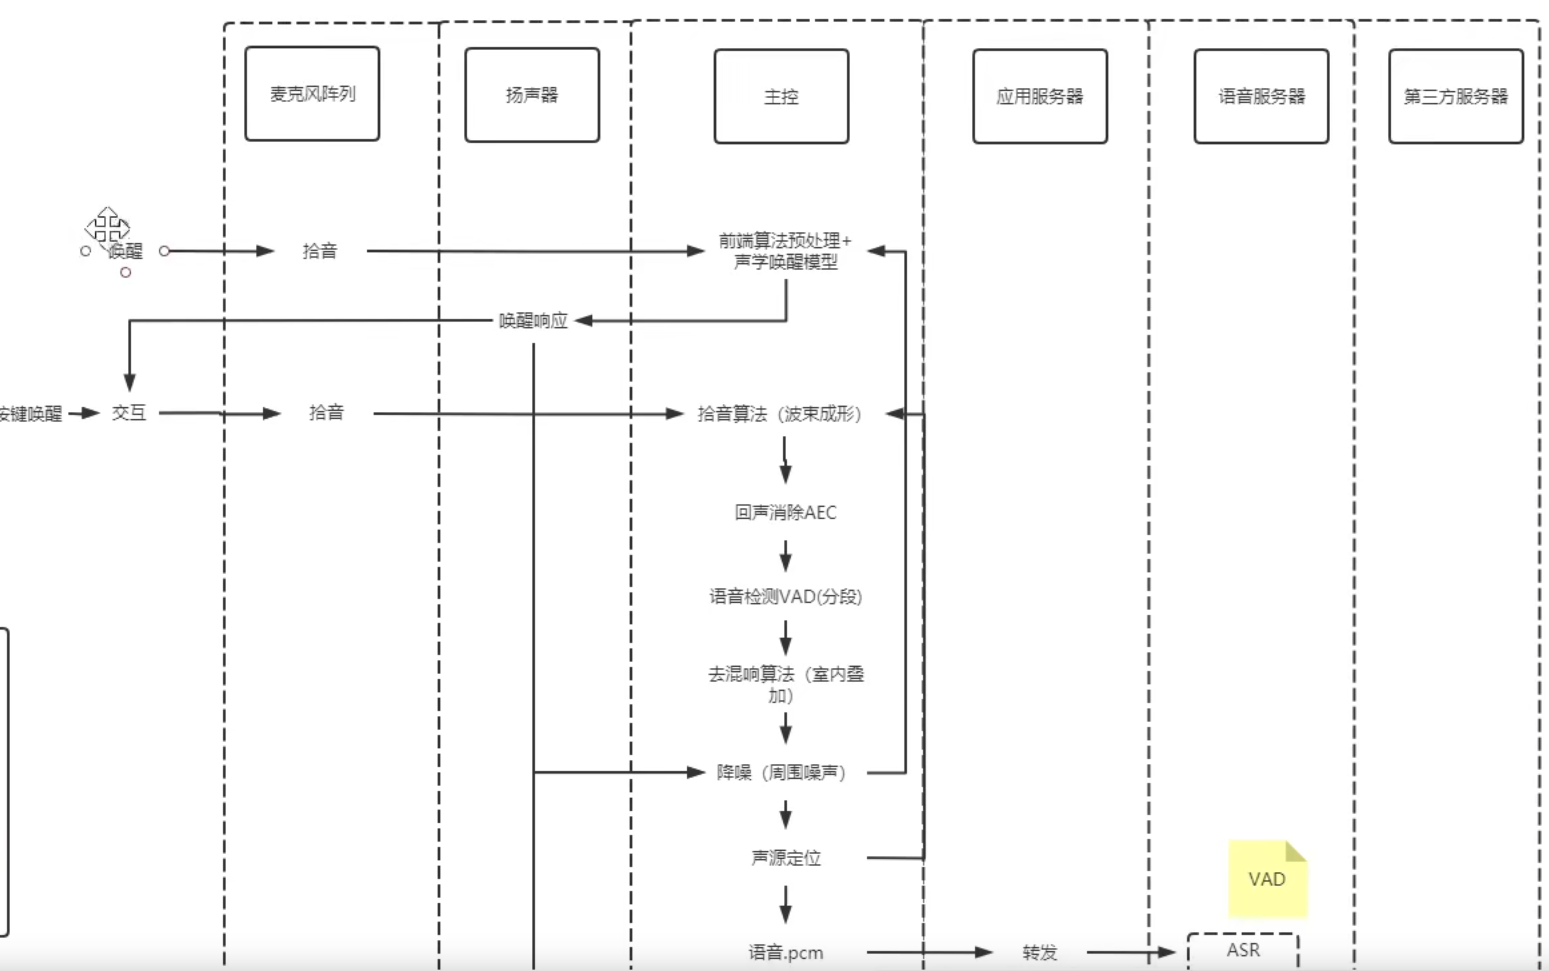 麦克风阵列
扬声器
主控
应用服务器
语音服务器
第三方服务器
唤醒
拾音
前端算法预处理+
声学唤醒模型
唤醒响应
按键唤醒
交互
拾音
拾音算法（波束成形）
回声消除AEC
语音检测VAD(分段)
去混响算法（室内叠
加）
降噪（周围噪声）
声源定位
VAD
语音.pcm
转发
ASR